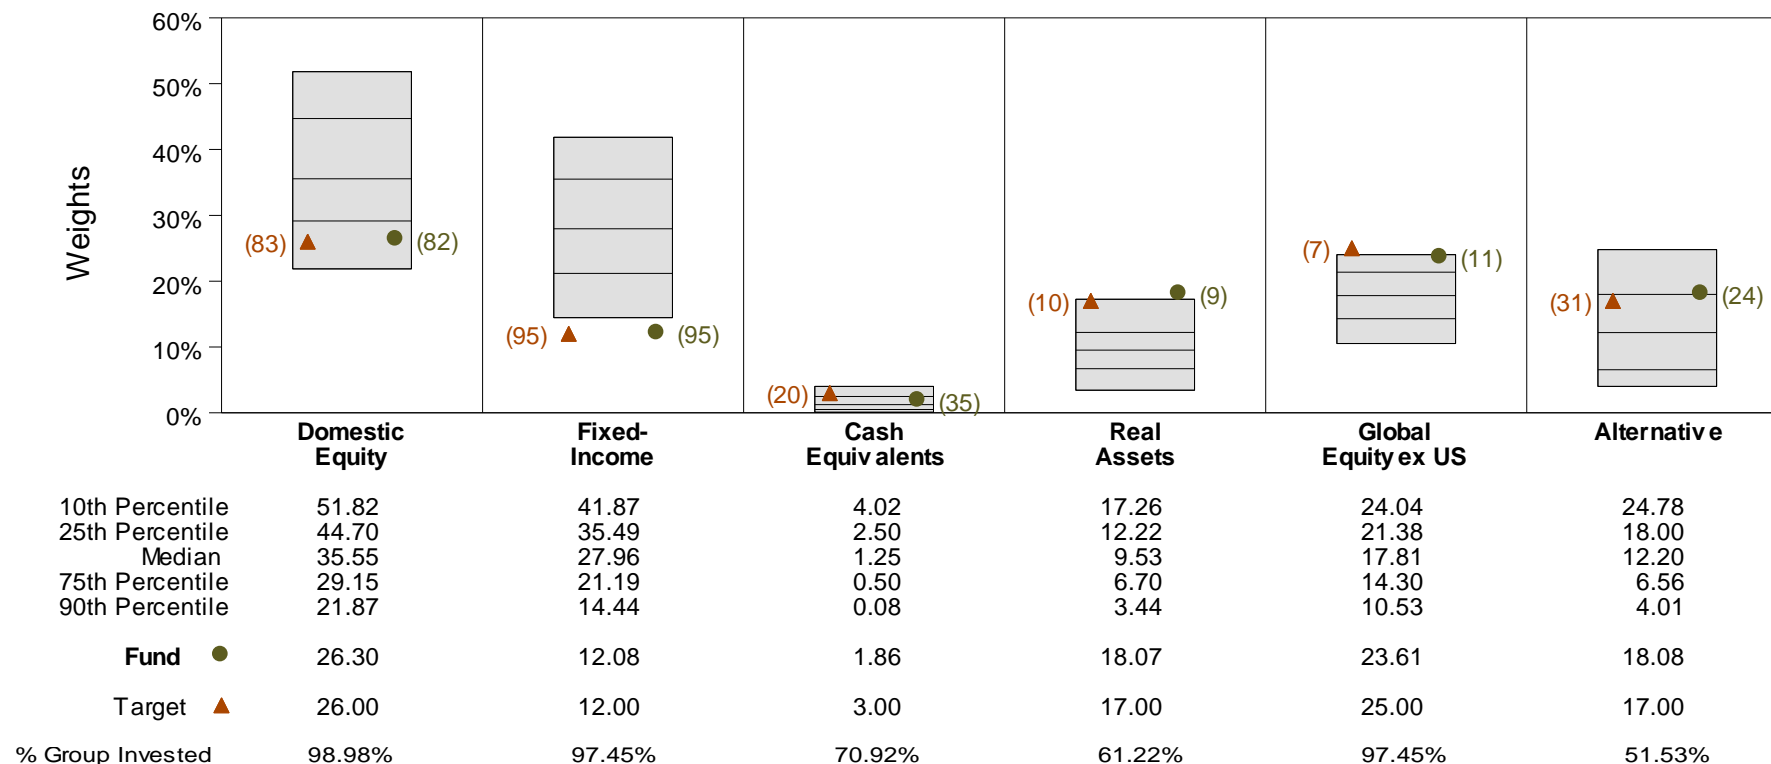 60%
50%
40%
30%
20%
10%
0%
Weights
(83) (82)
(95) (95)
(20) (35)
(10) (9)
(7) (11)
(31) (24)
Domestic Equity
Fixed-Income
Cash Equivalents
Real Assets
Global Equity ex US
Alternative
10th Percentile 51.82 41.87 4.02 17.26 24.04 24.78
25th Percentile 44.70 35.49 2.50 12.22 21.38 18.00
Median 35.55 27.96 1.25 9.53 17.81 12.20
75th Percentile 29.15 21.19 0.50 6.70 14.30 6.56
90th Percentile 21.87 14.44 0.08 3.44 10.53 4.01
Fund 26.30 12.08 1.86 18.07 23.61 18.08
Target 26.00 12.00 3.00 17.00 25.00 17.00
% Group Invested 98.98% 97.45% 70.92% 61.22% 97.45% 51.53%